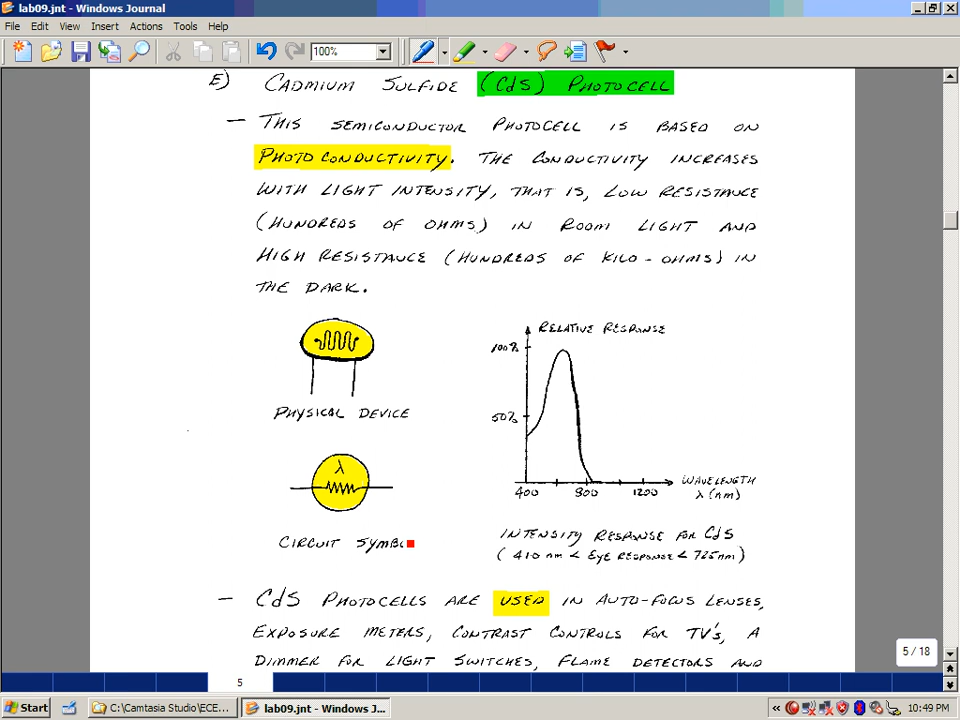 lab09.jnt - Windows Journal
File Edit View Insert Actions Tools Help
100%
E) CADMIUM SULFIDE (CdS) PHOTOCELL
— THIS SEMICONDUCTOR PHOTOCELL IS BASED ON
PHOTOCONDUCTIVITY. THE CONDUCTIVITY INCREASES
WITH LIGHT INTENSITY, THAT IS, LOW RESISTANCE
(HUNDREDS OF OHMS) IN ROOM LIGHT AND
HIGH RESISTANCE (HUNDREDS OF KILO-OHMS) IN
THE DARK.
RELATIVE RESPONSE
100%
50%
PHYSICAL DEVICE
λ
WAVELENGTH
λ (nm)
400 800 1200
CIRCUIT SYMBOL
INTENSITY RESPONSE FOR CdS
(410 nm < EYE RESPONSE < 725 nm)
— CdS PHOTOCELLS ARE USED IN AUTO-FOCUS LENSES,
EXPOSURE METERS, CONTRAST CONTROLS FOR TV'S, A
DIMMER FOR LIGHT SWITCHES, FLAME DETECTORS AND
5 / 18
5
Start C:\Camtasia Studio\ECE... lab09.jnt - Windows J... 10:49 PM